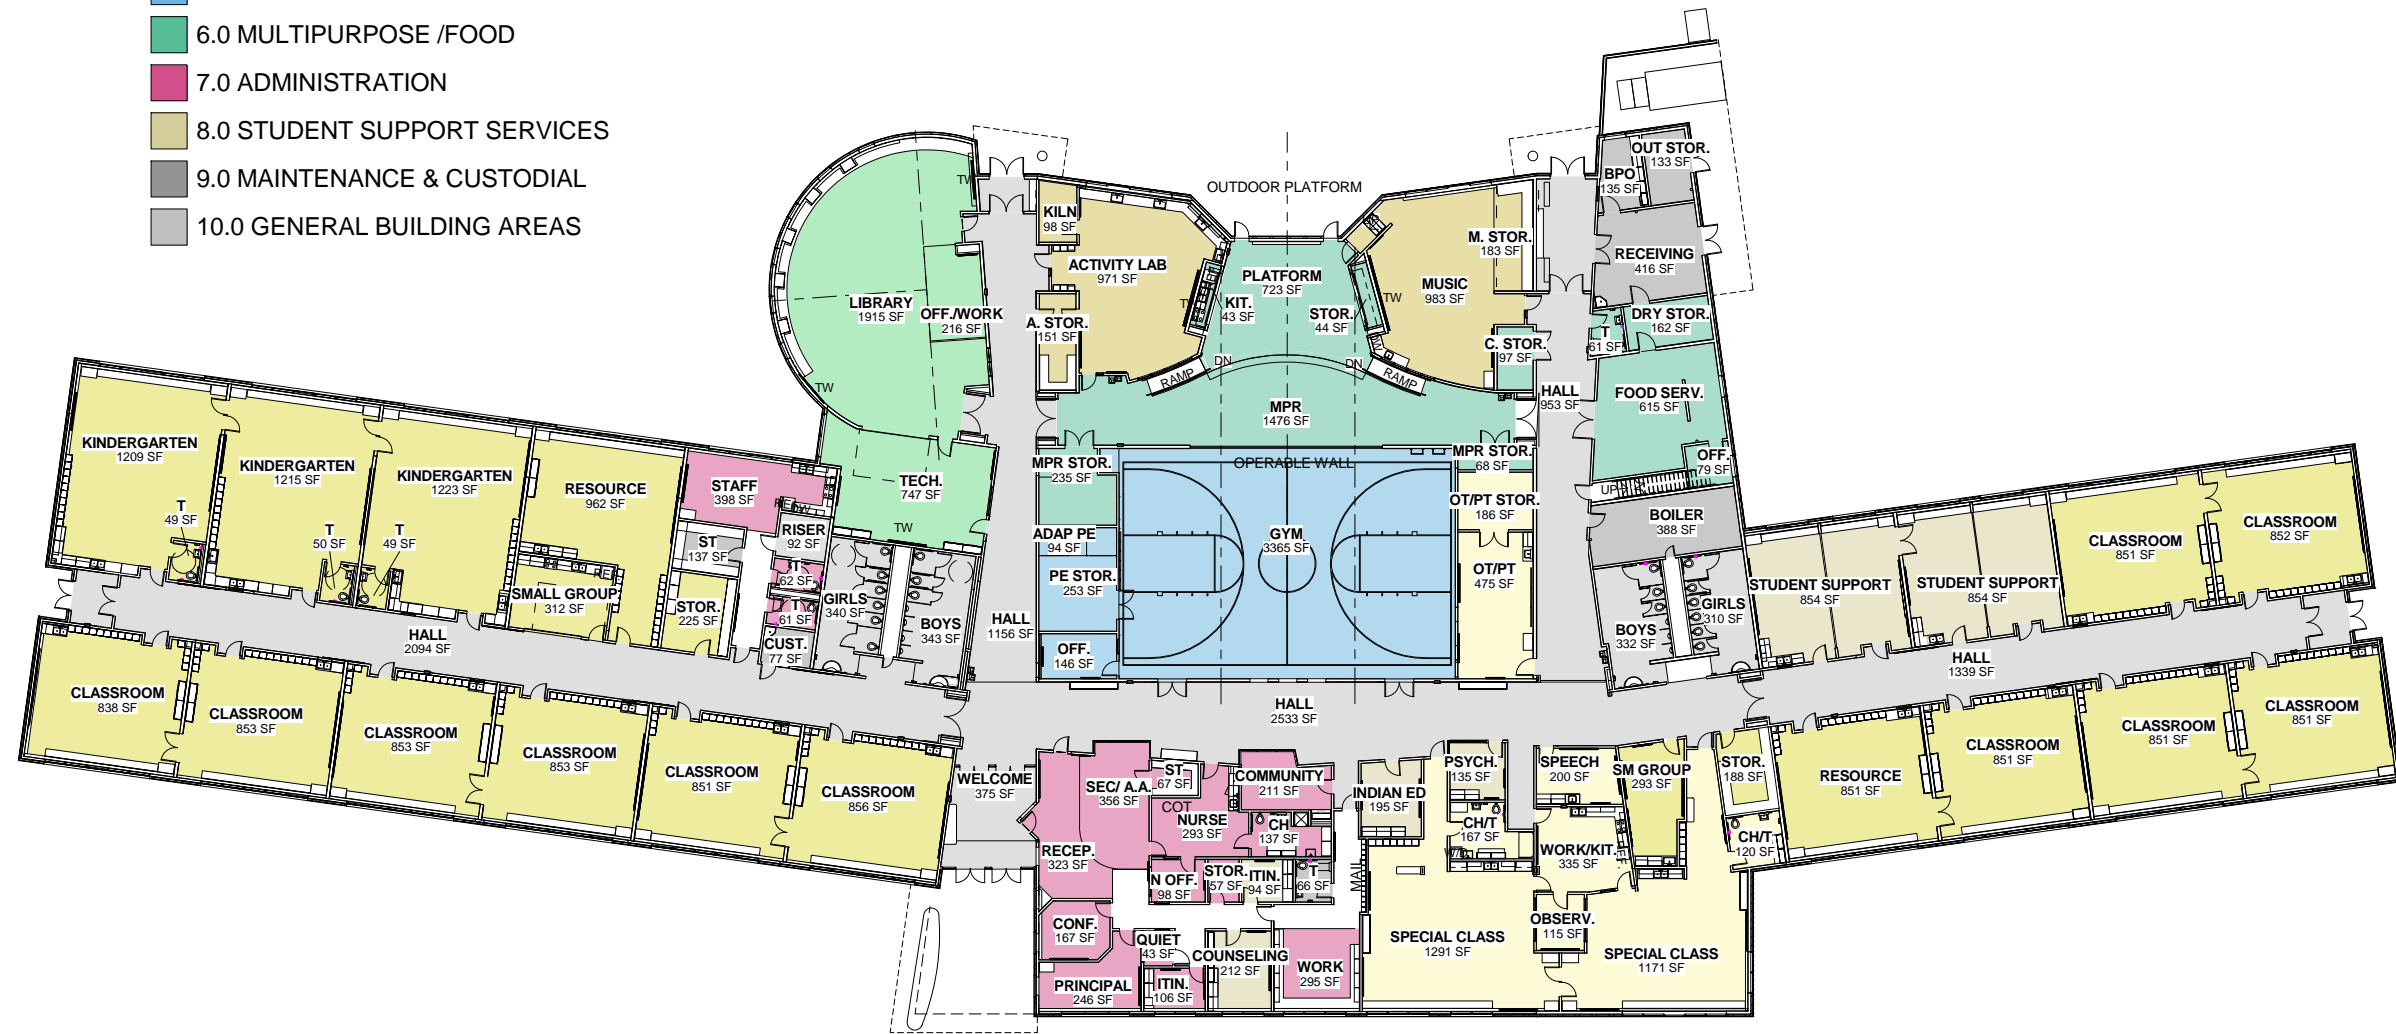 6.0 MULTIPURPOSE /FOOD
7.0 ADMINISTRATION
8.0 STUDENT SUPPORT SERVICES
9.0 MAINTENANCE & CUSTODIAL
10.0 GENERAL BUILDING AREAS
OUTDOOR PLATFORM
OUT STOR.
133 SF
BPO
135 SF
RECEIVING
416 SF
KILN
98 SF
ACTIVITY LAB
971 SF
A. STOR.
151 SF
TW
LIBRARY
1915 SF
OFF./WORK
216 SF
TW
PLATFORM
723 SF
KIT.
43 SF
STOR.
44 SF
TW
MUSIC
983 SF
M. STOR.
183 SF
C. STOR.
97 SF
DRY STOR.
162 SF
T
61 SF
DN
DN
RAMP
RAMP
MPR
1476 SF
HALL
953 SF
FOOD SERV.
615 SF
OFF.
79 SF
UP
KINDERGARTEN
1209 SF
KINDERGARTEN
1215 SF
KINDERGARTEN
1223 SF
RESOURCE
962 SF
STAFF
398 SF
TECH.
747 SF
TW
MPR STOR.
235 SF
OPERABLE WALL
MPR STOR.
68 SF
OT/PT STOR.
186 SF
BOILER
388 SF
T
49 SF
T
50 SF
T
49 SF
ST
137 SF
RISER
92 SF
T
62 SF
T
61 SF
ADAP PE
94 SF
PE STOR.
253 SF
GYM
3365 SF
OT/PT
475 SF
SMALL GROUP
312 SF
STOR.
225 SF
GIRLS
340 SF
BOYS
343 SF
CUST.
77 SF
HALL
1156 SF
OFF.
146 SF
BOYS
332 SF
GIRLS
310 SF
STUDENT SUPPORT
854 SF
STUDENT SUPPORT
854 SF
CLASSROOM
851 SF
CLASSROOM
852 SF
HALL
2094 SF
HALL
2533 SF
HALL
1339 SF
CLASSROOM
838 SF
CLASSROOM
853 SF
CLASSROOM
853 SF
CLASSROOM
853 SF
CLASSROOM
851 SF
CLASSROOM
856 SF
WELCOME
375 SF
SEC/ A.A.
356 SF
ST
67 SF
COT
NURSE
293 SF
COMMUNITY
211 SF
CH
137 SF
RECEP.
323 SF
N OFF.
98 SF
STOR.
57 SF
ITIN.
94 SF
T
66 SF
MAIL
INDIAN ED
195 SF
PSYCH.
135 SF
CH/T
167 SF
SPEECH
200 SF
SM GROUP
293 SF
WORK/KIT.
335 SF
STOR.
188 SF
CH/T
120 SF
RESOURCE
851 SF
CLASSROOM
851 SF
CLASSROOM
851 SF
CLASSROOM
851 SF
CONF.
167 SF
QUIET
43 SF
PRINCIPAL
246 SF
ITIN.
106 SF
COUNSELING
212 SF
WORK
295 SF
SPECIAL CLASS
1291 SF
OBSERV.
115 SF
SPECIAL CLASS
1171 SF